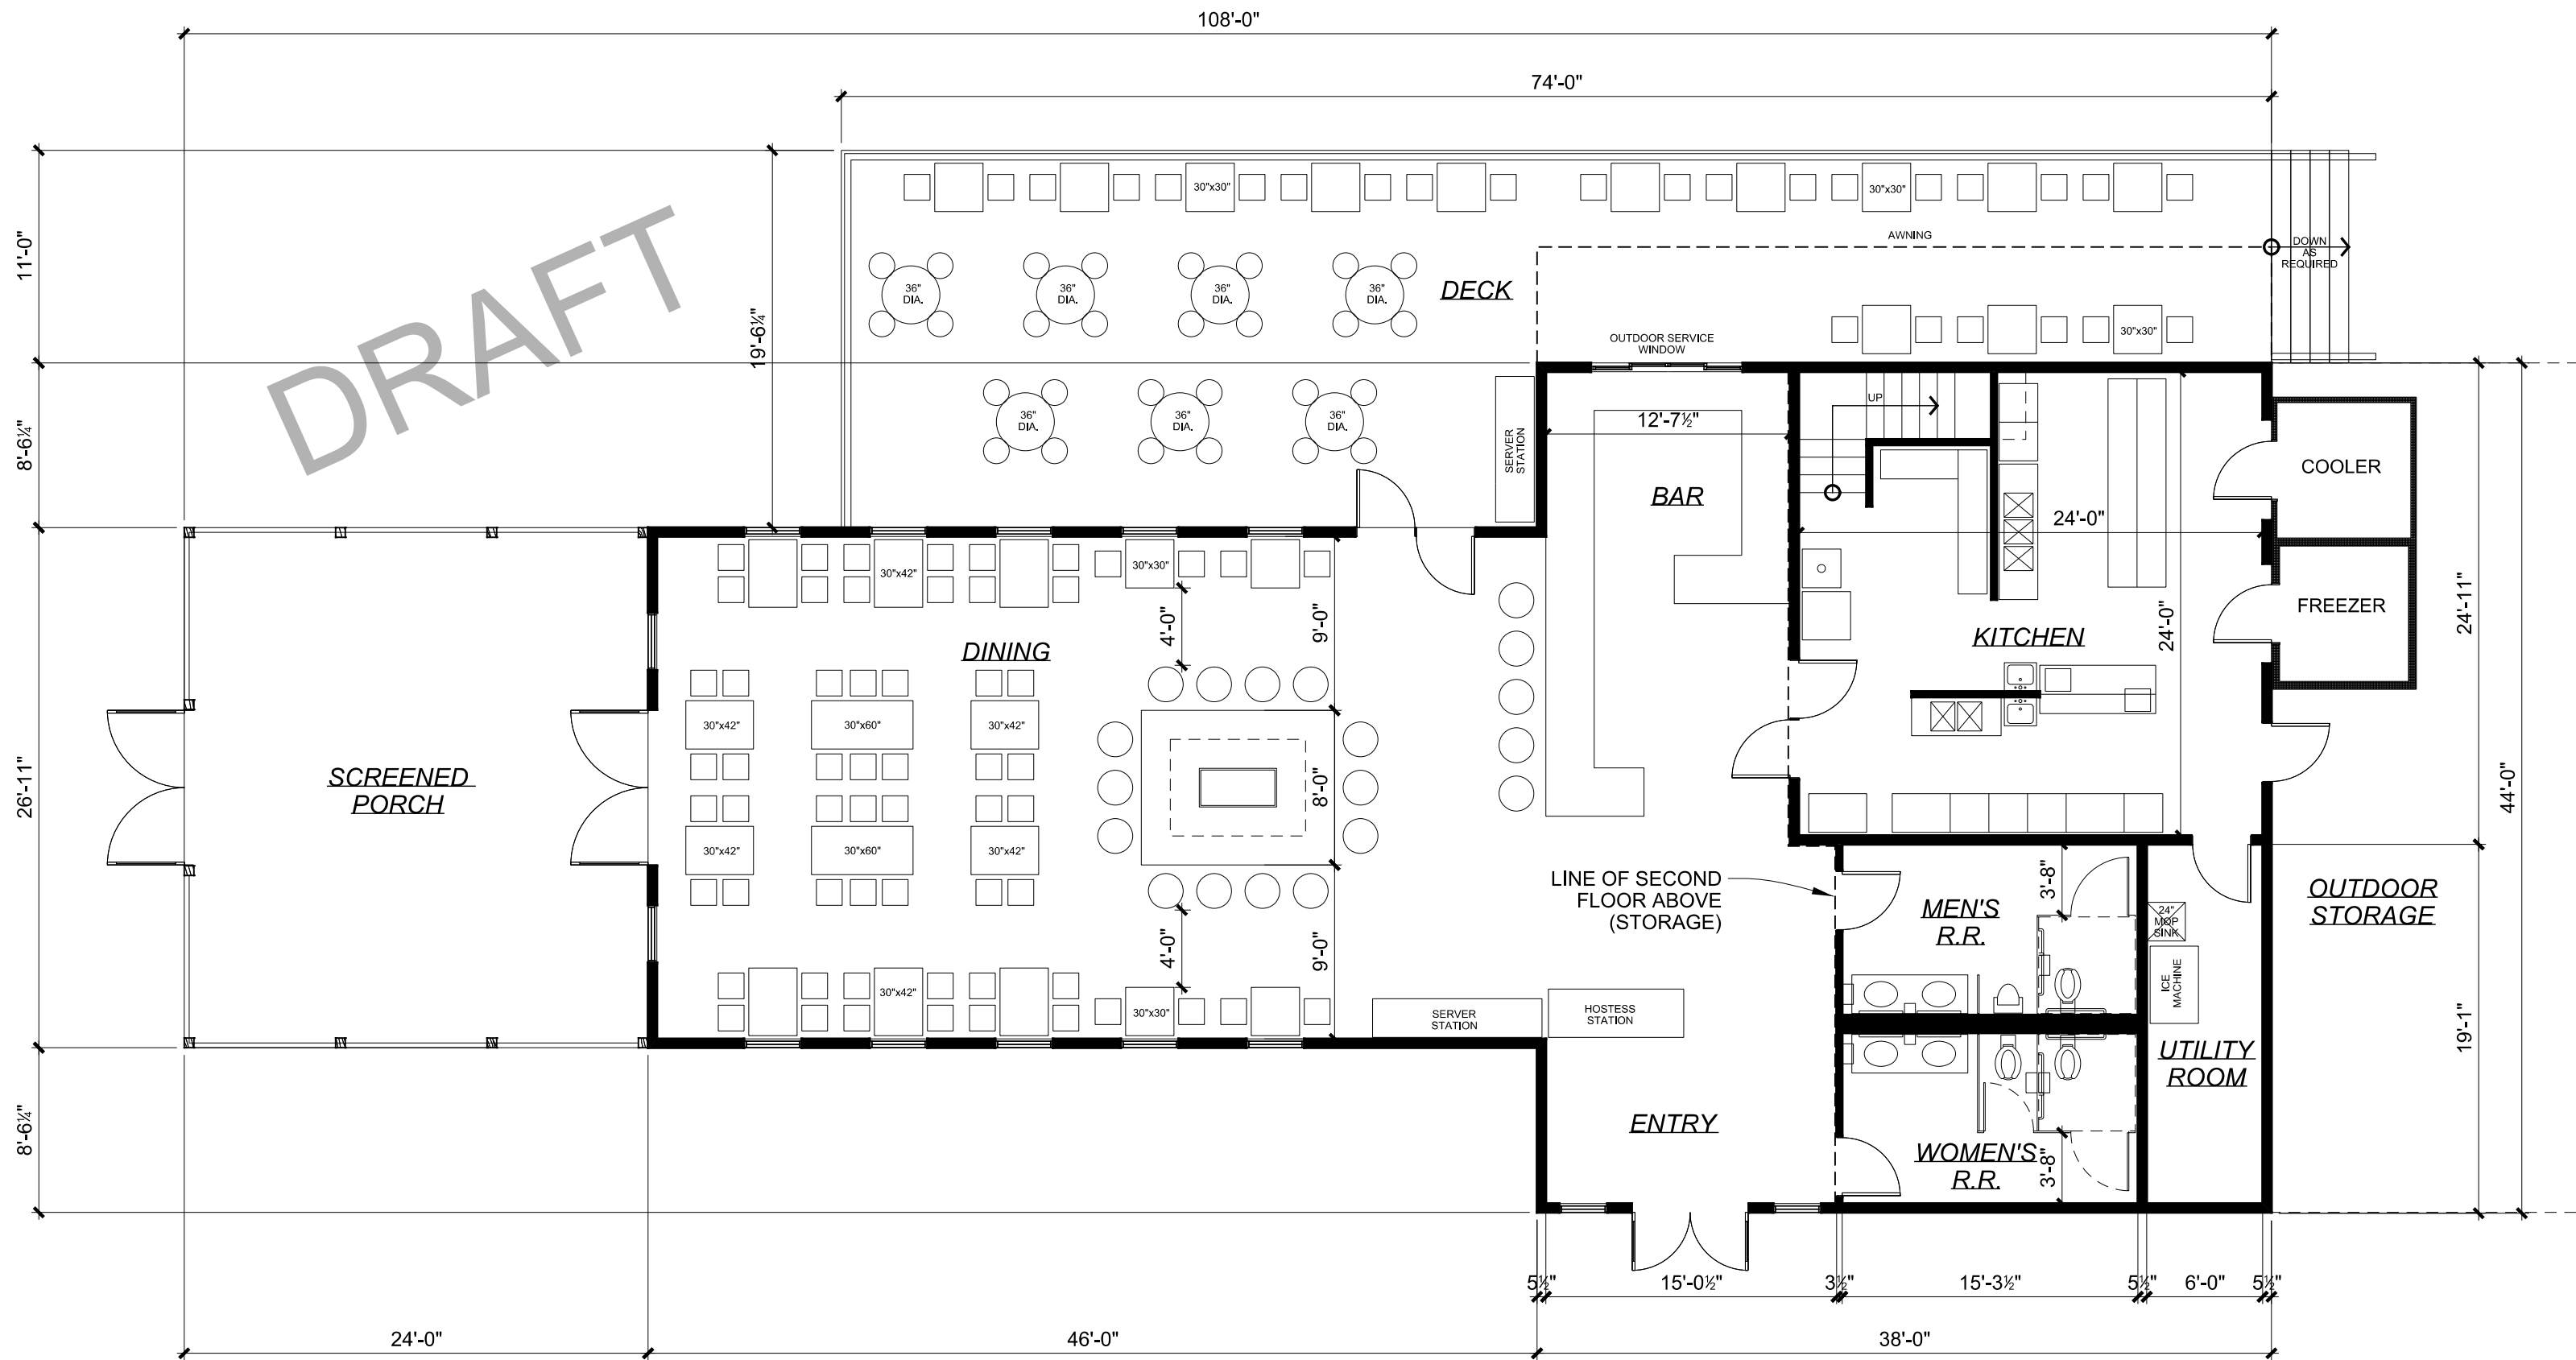 108'-0"
74'-0"
DRAFT
11'-0"
8'-6¼"
26'-11"
8'-6¼"
19'-6¼"
30"x30"
30"x30"
AWNING
DOWN
AS
REQUIRED
36"
DIA.
36"
DIA.
36"
DIA.
36"
DIA.
DECK
30"x30"
OUTDOOR SERVICE
WINDOW
36"
DIA.
36"
DIA.
36"
DIA.
SERVER
STATION
12'-7½"
UP
BAR
24'-0"
COOLER
FREEZER
KITCHEN
24'-0"
24'-11"
44'-0"
19'-1"
30"x42"
30"x30"
4'-0"
9'-0"
DINING
30"x42"
30"x60"
30"x42"
8'-0"
SCREENED
PORCH
30"x42"
30"x60"
30"x42"
4'-0"
9'-0"
30"x42"
30"x30"
LINE OF SECOND
FLOOR ABOVE
(STORAGE)
MEN'S
R.R.
3'-8"
24"
MOP
SINK
ICE
MACHINE
OUTDOOR
STORAGE
SERVER
STATION
HOSTESS
STATION
UTILITY
ROOM
ENTRY
WOMEN'S
R.R.
3'-8"
5½"
15'-0½"
3½"
15'-3½"
5½"
6'-0"
5½"
24'-0"
46'-0"
38'-0"